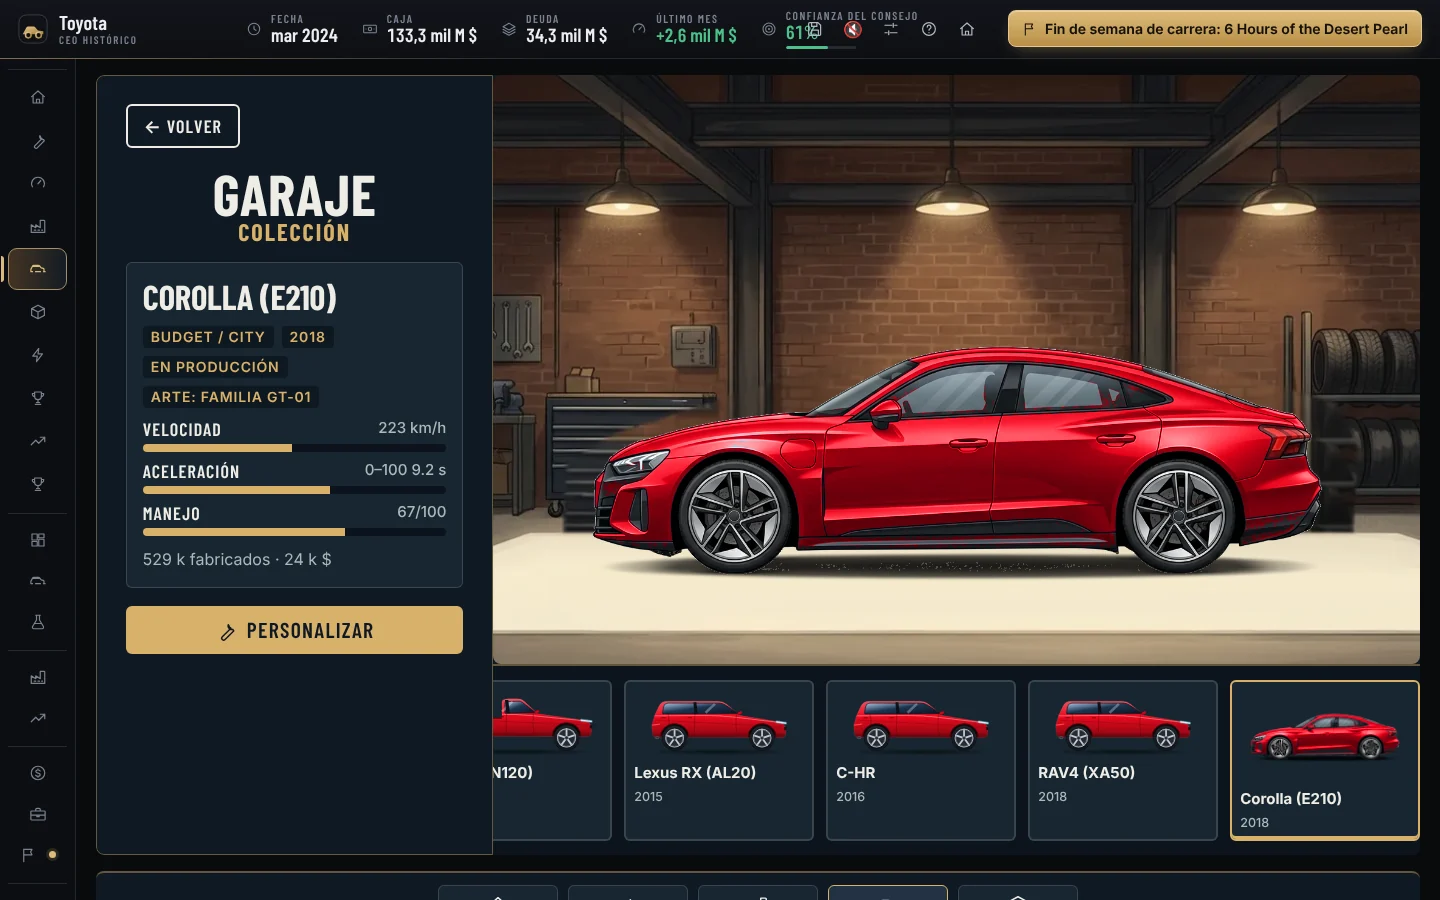 Toyota
CEO HISTÓRICO
FECHA
mar 2024
CAJA
133,3 mil M $
DEUDA
34,3 mil M $
ÚLTIMO MES
+2,6 mil M $
CONFIANZA DEL CONSEJO
61 %
Fin de semana de carrera: 6 Hours of the Desert Pearl
← VOLVER
GARAJE
COLECCIÓN
COROLLA (E210)
BUDGET / CITY
2018
EN PRODUCCIÓN
ARTE: FAMILIA GT-01
VELOCIDAD
223 km/h
ACELERACIÓN
0–100 9.2 s
MANEJO
67/100
529 k fabricados · 24 k $
PERSONALIZAR
N120)
Lexus RX (AL20)
2015
C-HR
2016
RAV4 (XA50)
2018
Corolla (E210)
2018